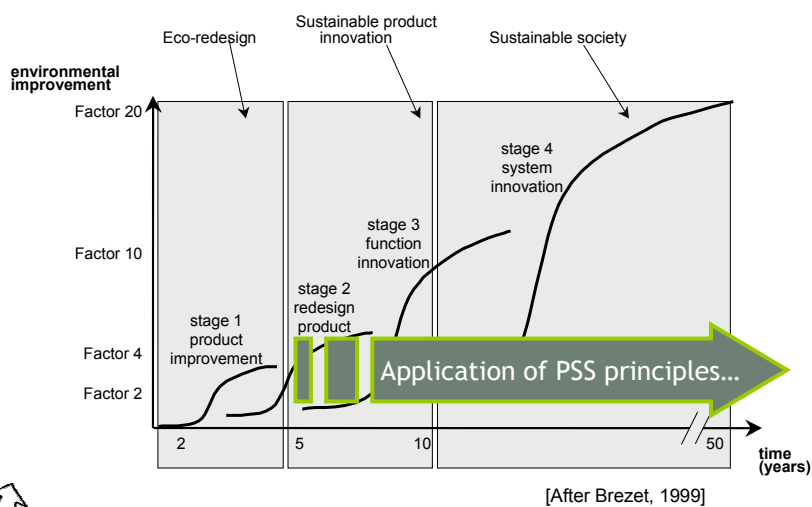 Eco-redesign
Sustainable product
innovation
Sustainable society
environmental
improvement
Factor 20
Factor 10
Factor 4
Factor 2
stage 1
product
improvement
stage 2
redesign
product
stage 3
function
innovation
stage 4
system
innovation
Application of PSS principles...
2
5
10
50
time
(years)
[After Brezet, 1999]